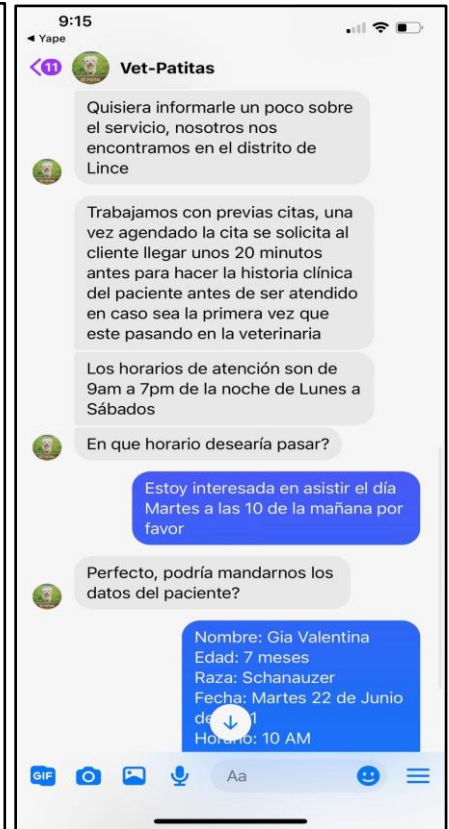 9:15
Yape
11
Vet-Patitas
Quisiera informarle un poco sobre
el servicio, nosotros nos
encontramos en el distrito de
Lince
Trabajamos con previas citas, una
vez agendado la cita se solicita al
cliente llegar unos 20 minutos
antes para hacer la historia clínica
del paciente antes de ser atendido
en caso sea la primera vez que
este pasando en la veterinaria
Los horarios de atención son de
9am a 7pm de la noche de Lunes a
Sábados
En que horario desearía pasar?
Estoy interesada en asistir el día
Martes a las 10 de la mañana por
favor
Perfecto, podría mandarnos los
datos del paciente?
Nombre: Gia Valentina
Edad: 7 meses
Raza: Schanauzer
Fecha: Martes 22 de Junio
1
10 AM
GIF
Aa